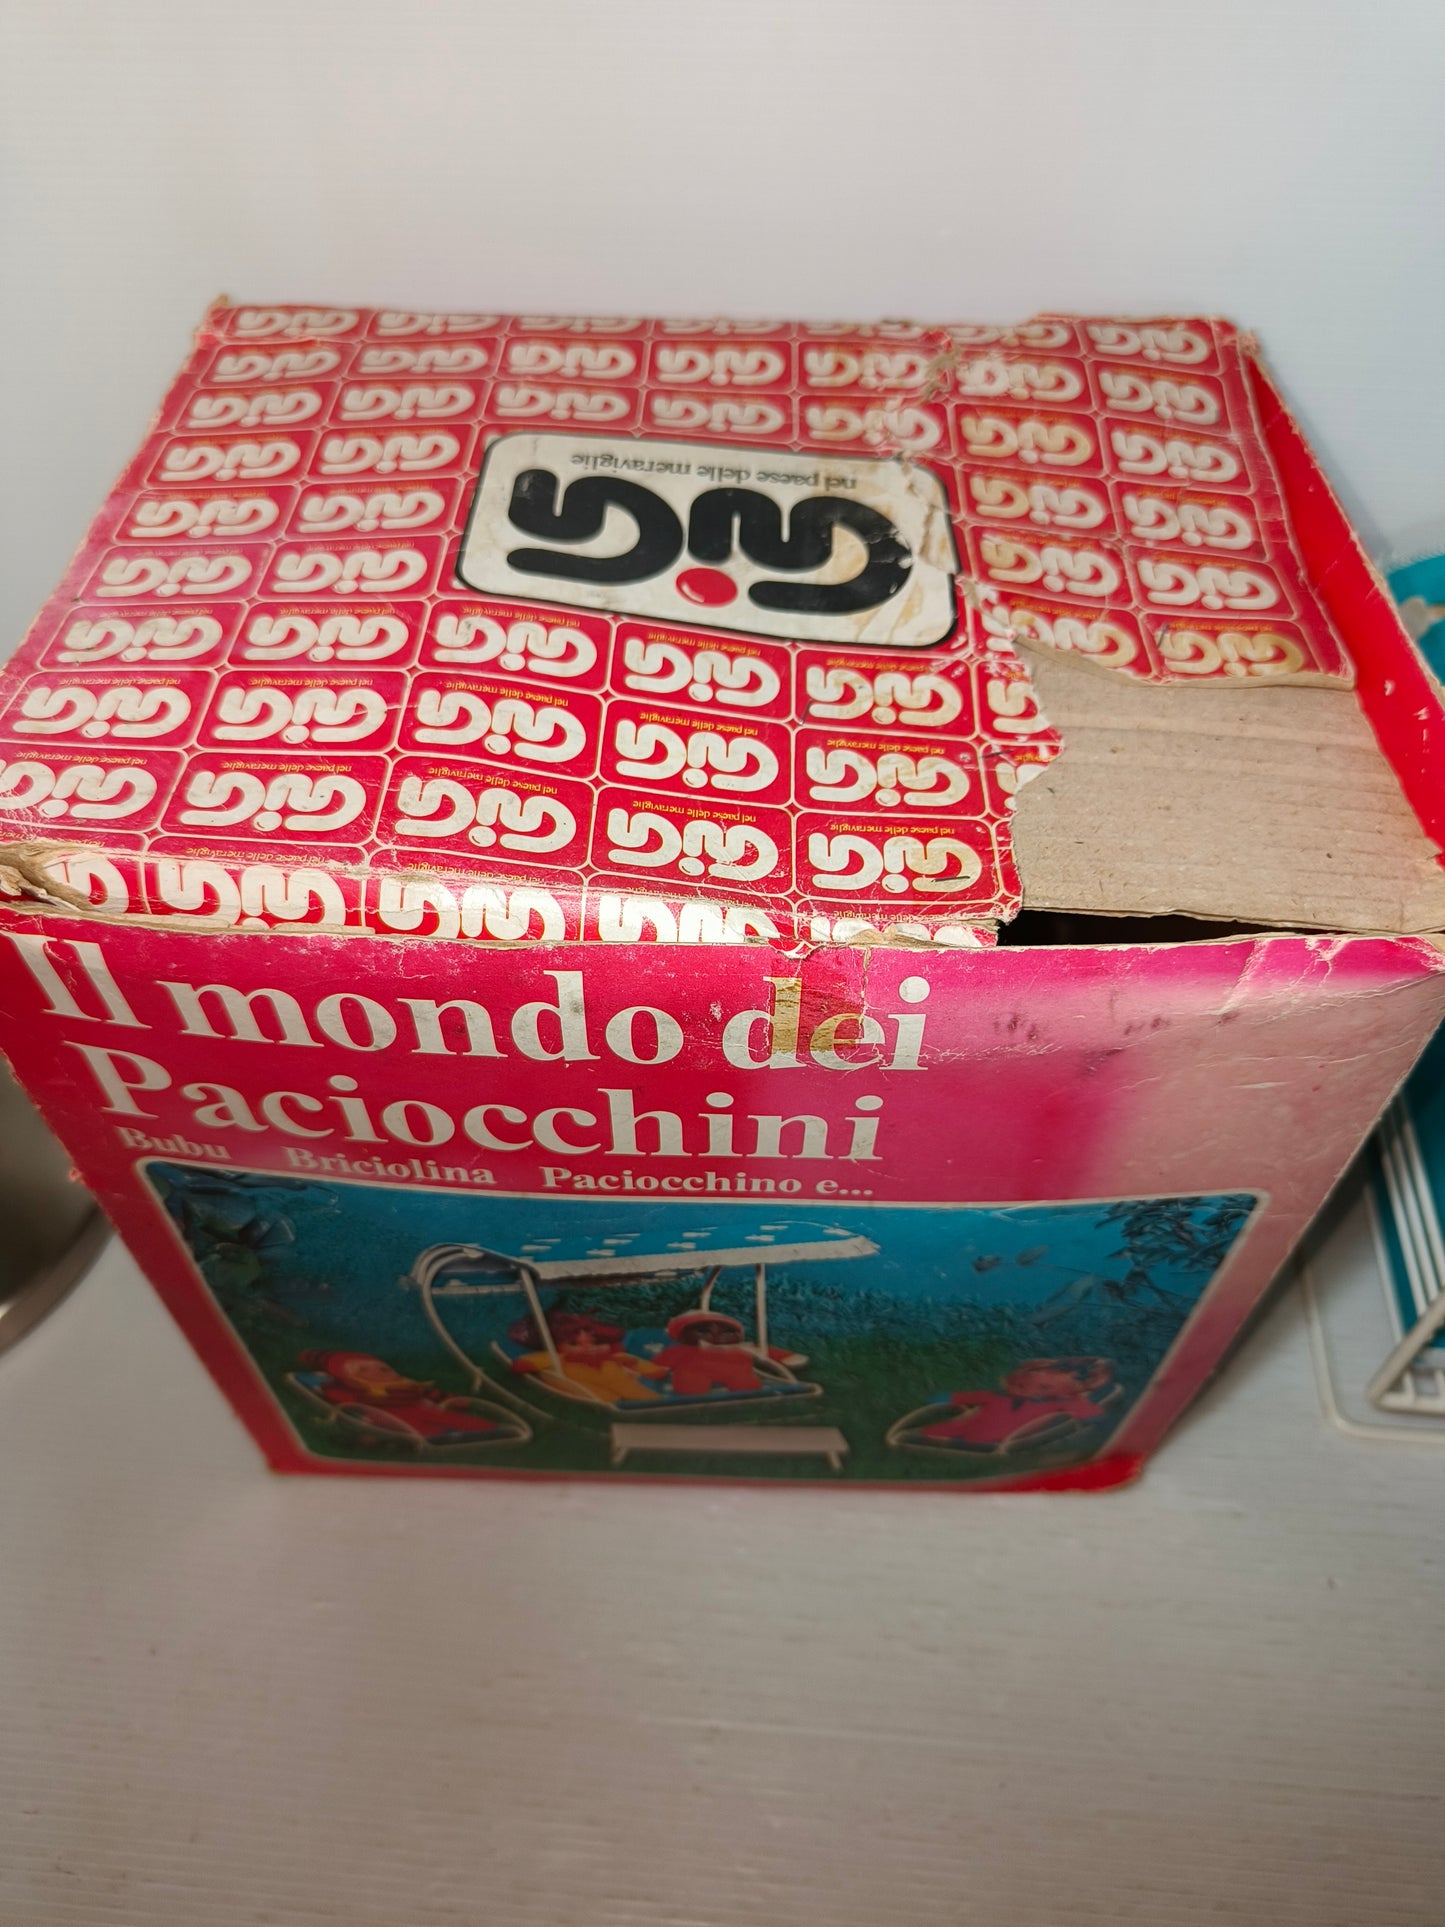 GiG
nel paese delle meraviglie
Il mondo dei
Paciocchini
Bubu Briciolina Paciocchino e...